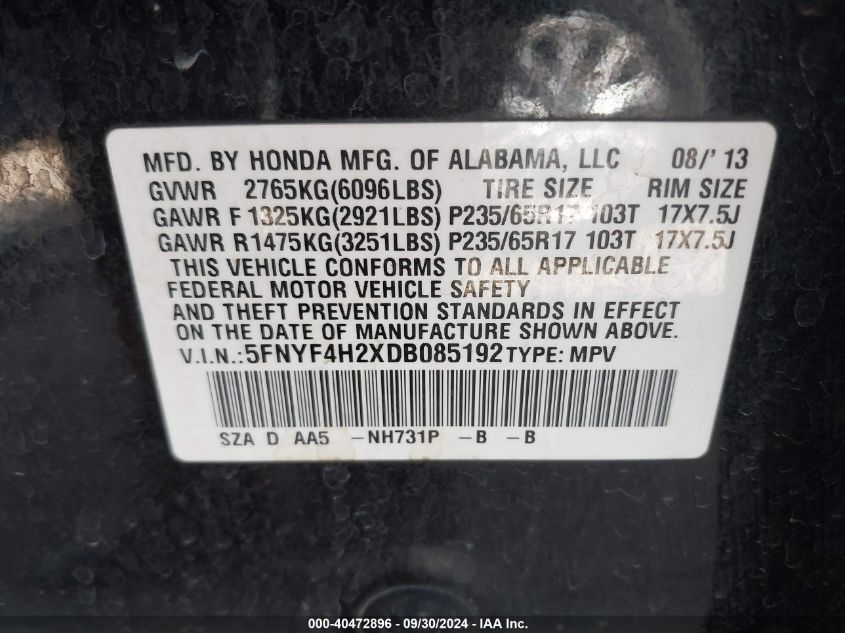 MFD. BY HONDA MFG. OF ALABAMA, LLC 08/' 13
GVWR 2765KG(6096LBS) TIRE SIZE RIM SIZE
GAWR F 1325KG(2921LBS) P235/65R17 103T 17X7.5J
GAWR R1475KG(3251LBS) P235/65R17 103T 17X7.5J
THIS VEHICLE CONFORMS TO ALL APPLICABLE
FEDERAL MOTOR VEHICLE SAFETY
AND THEFT PREVENTION STANDARDS IN EFFECT
ON THE DATE OF MANUFACTURE SHOWN ABOVE.
V.I.N.:5FNYF4H2XDB085192 TYPE: MPV
SZA D AA5 -NH731P -B -B
000-40472896 - 09/30/2024 - IAA Inc.